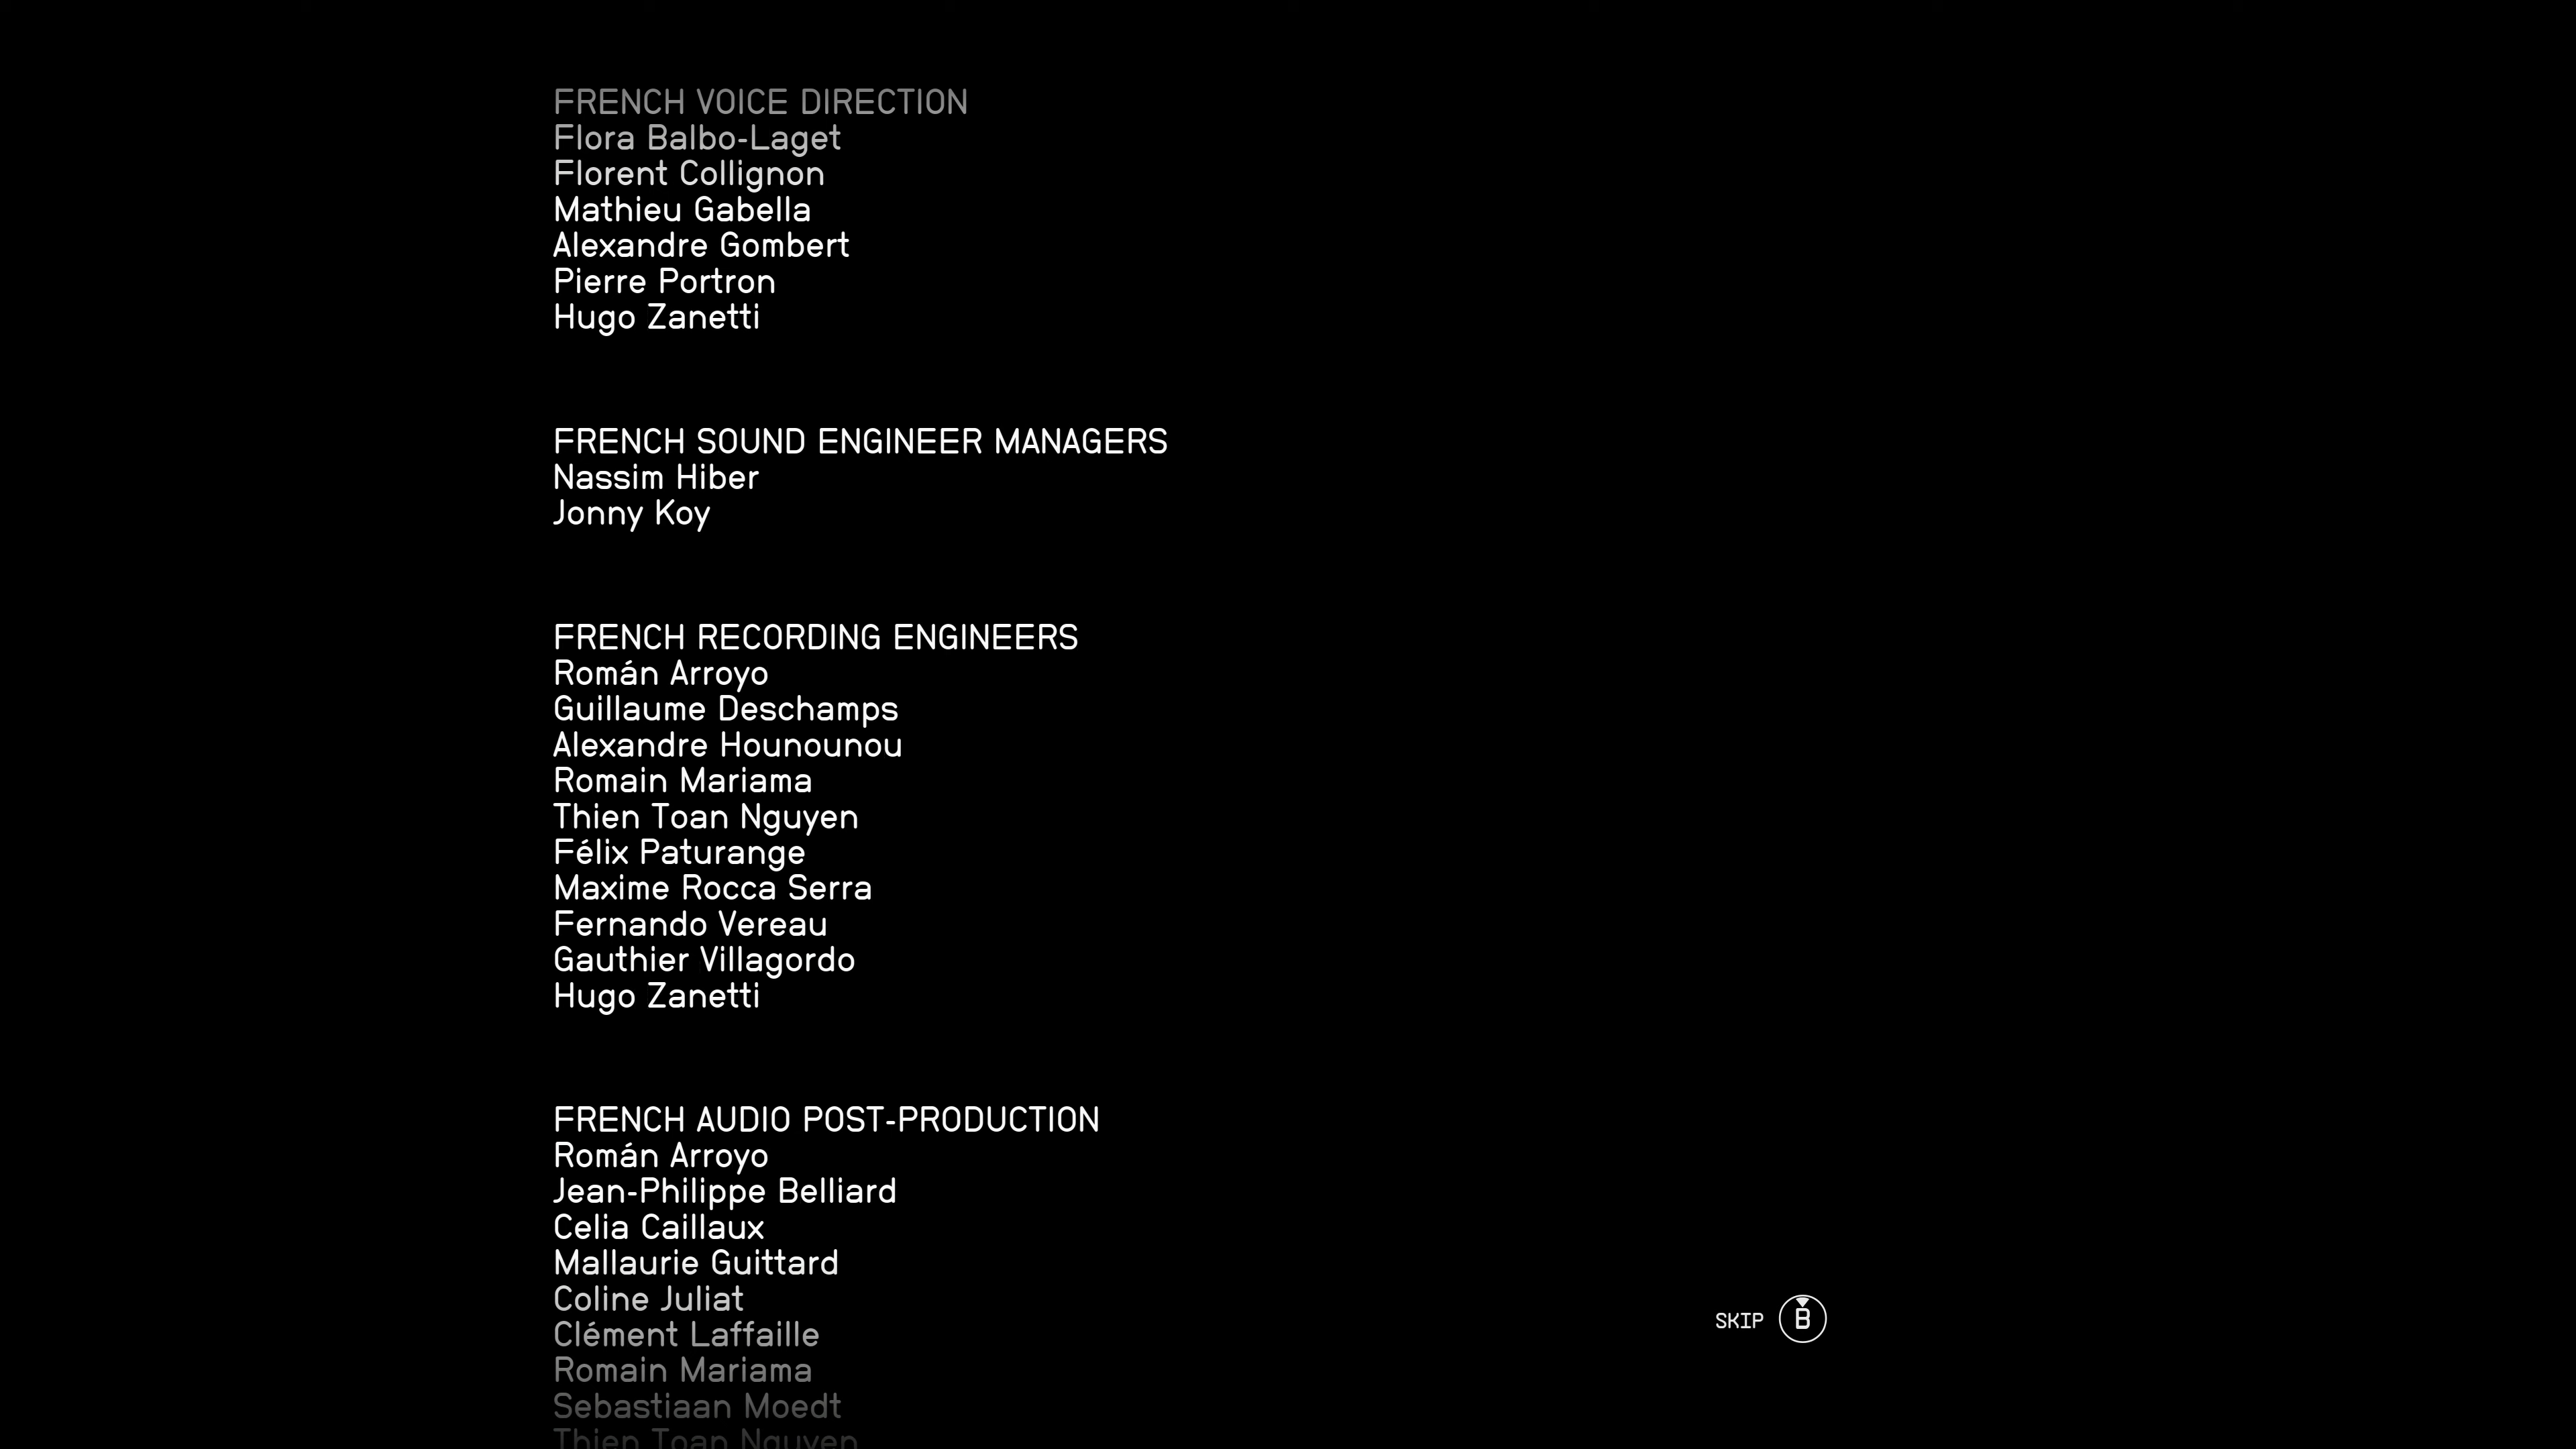 FRENCH VOICE DIRECTION
Flora Balbo-Laget
Florent Collignon
Mathieu Gabella
Alexandre Gombert
Pierre Portron
Hugo Zanetti
FRENCH SOUND ENGINEER MANAGERS
Nassim Hiber
Jonny Koy
FRENCH RECORDING ENGINEERS
Román Arroyo
Guillaume Deschamps
Alexandre Hounounou
Romain Mariama
Thien Toan Nguyen
Félix Paturange
Maxime Rocca Serra
Fernando Vereau
Gauthier Villagordo
Hugo Zanetti
FRENCH AUDIO POST-PRODUCTION
Román Arroyo
Jean-Philippe Belliard
Celia Caillaux
Mallaurie Guittard
Coline Juliat
Clément Laffaille
Romain Mariama
Sebastiaan Moedt
Thien Toan Nguyen
SKIP B